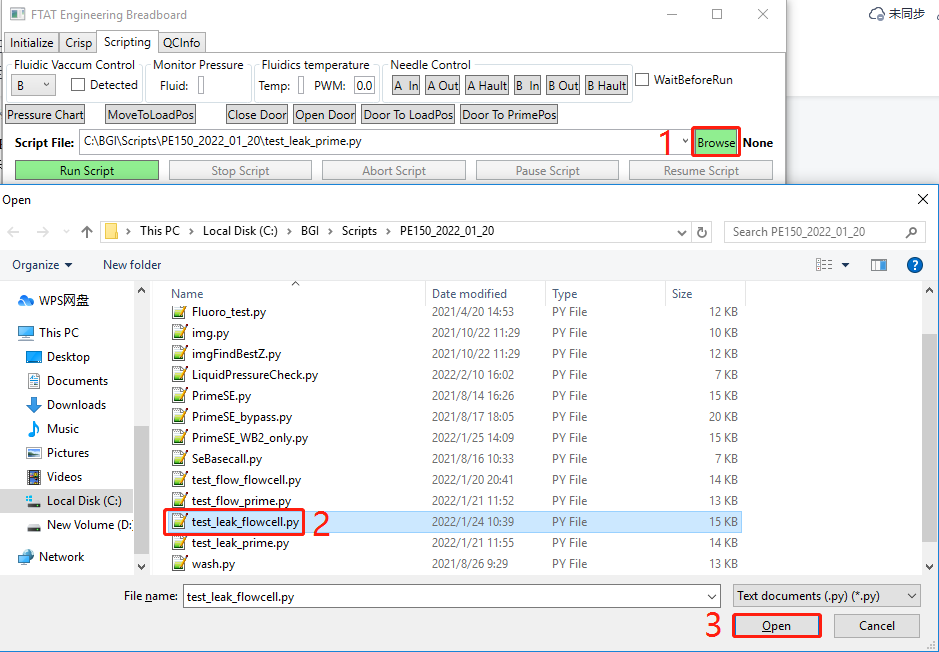 FTAT Engineering Breadboard
未同步
Initialize Crisp Scripting QCInfo
Fluidic Vaccum Control Monitor Pressure Fluidics temperature Needle Control
B Detected Fluid: Temp: PWM: 0.0 A In A Out A Hault B In B Out B Hault WaitBeforeRun
Pressure Chart MoveToLoadPos Close Door Open Door Door To LoadPos Door To PrimePos
Script File: C:\BGI\Scripts\PE150_2022_01_20\test_leak_prime.py 1 Browse None
Run Script Stop Script Abort Script Pause Script Resume Script
Open
This PC Local Disk (C:) BGI Scripts PE150_2022_01_20 Search PE150_2022_01_20
Organize New folder
Name Date modified Type Size
WPS网盘
This PC
Desktop
Documents
Downloads
Music
Pictures
Videos
Local Disk (C:)
New Volume (D:
Network
Fluoro_test.py 2021/4/20 14:53 PY File 12 KB
img.py 2021/10/22 11:29 PY File 10 KB
imgFindBestZ.py 2021/10/22 11:29 PY File 12 KB
LiquidPressureCheck.py 2022/2/10 16:02 PY File 7 KB
PrimeSE.py 2021/8/14 16:26 PY File 15 KB
PrimeSE_bypass.py 2021/8/17 18:05 PY File 20 KB
PrimeSE_WB2_only.py 2022/1/25 14:09 PY File 15 KB
SeBasecall.py 2021/8/16 10:33 PY File 7 KB
test_flow_flowcell.py 2022/1/20 20:41 PY File 14 KB
test_flow_prime.py 2022/1/21 11:52 PY File 13 KB
test_leak_flowcell.py 2 2022/1/24 10:39 PY File 15 KB
test_leak_prime.py 2022/1/21 11:55 PY File 14 KB
wash.py 2021/8/26 9:29 PY File 13 KB
File name: test_leak_flowcell.py Text documents (.py) (*.py)
3 Open Cancel